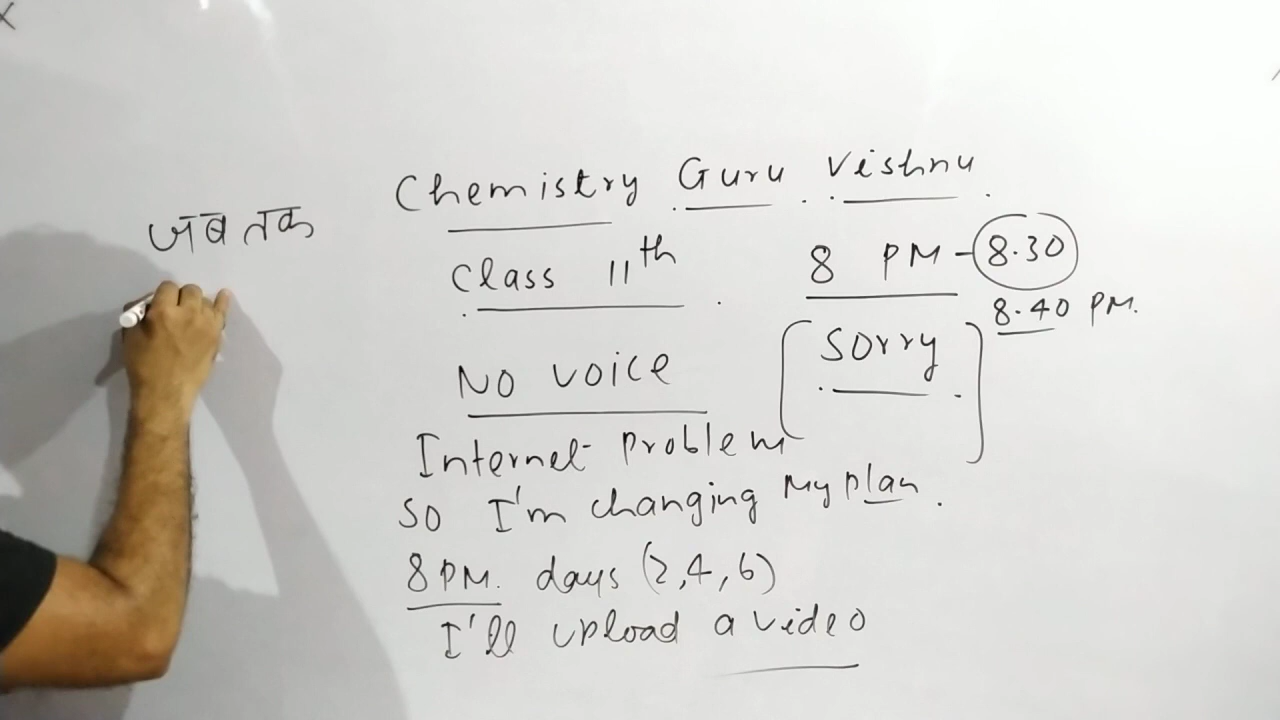 Chemistry Guru Vishnu
जब तक
Class 11th
8 PM - 8.30
8.40 PM.
No voice
[Sorry]
Internet problem
So I'm changing my plan.
8 PM. days (2,4,6)
I'll upload a video